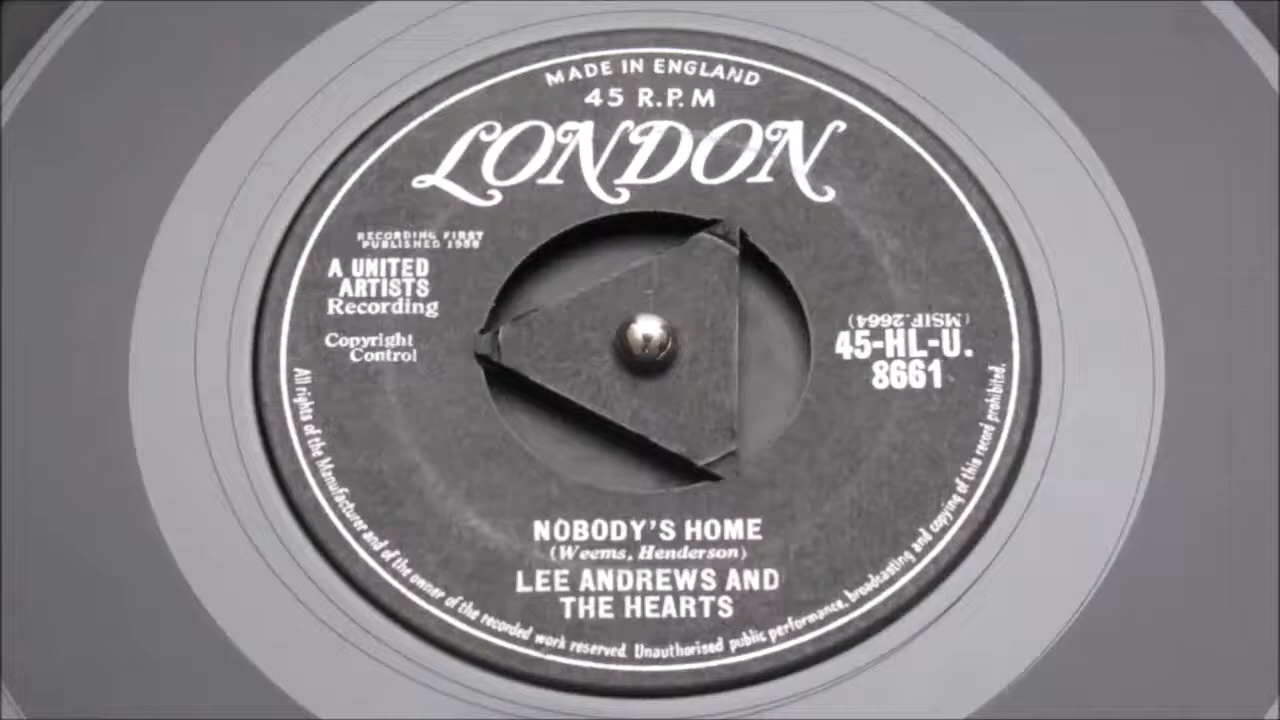 MADE IN ENGLAND
45 R.P.M
LONDON
RECORDING FIRST
PUBLISHED 1958
A UNITED
ARTISTS
Recording
Copyright
Control
(MSIF.2664)
45-HL-U.
8661
NOBODY'S HOME
(Weems, Henderson)
LEE ANDREWS AND
THE HEARTS
All rights of the Manufacturer and of the owner of the recorded work reserved. Unauthorised public performance, broadcasting and copying of this record prohibited.